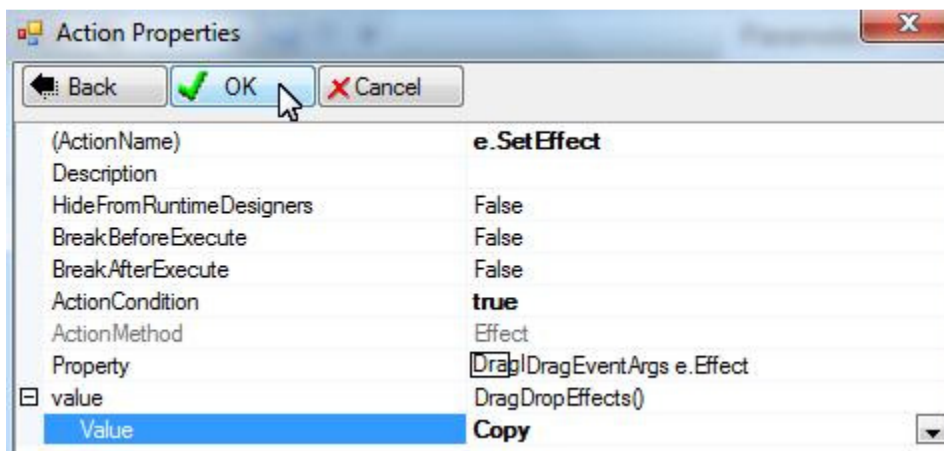 Action Properties
Back OK Cancel
(ActionName) e.SetEffect
Description
HideFromRuntimeDesigners False
BreakBeforeExecute False
BreakAfterExecute False
ActionCondition true
ActionMethod Effect
Property DragDragEventArgs e.Effect
value DragDropEffects()
Value Copy